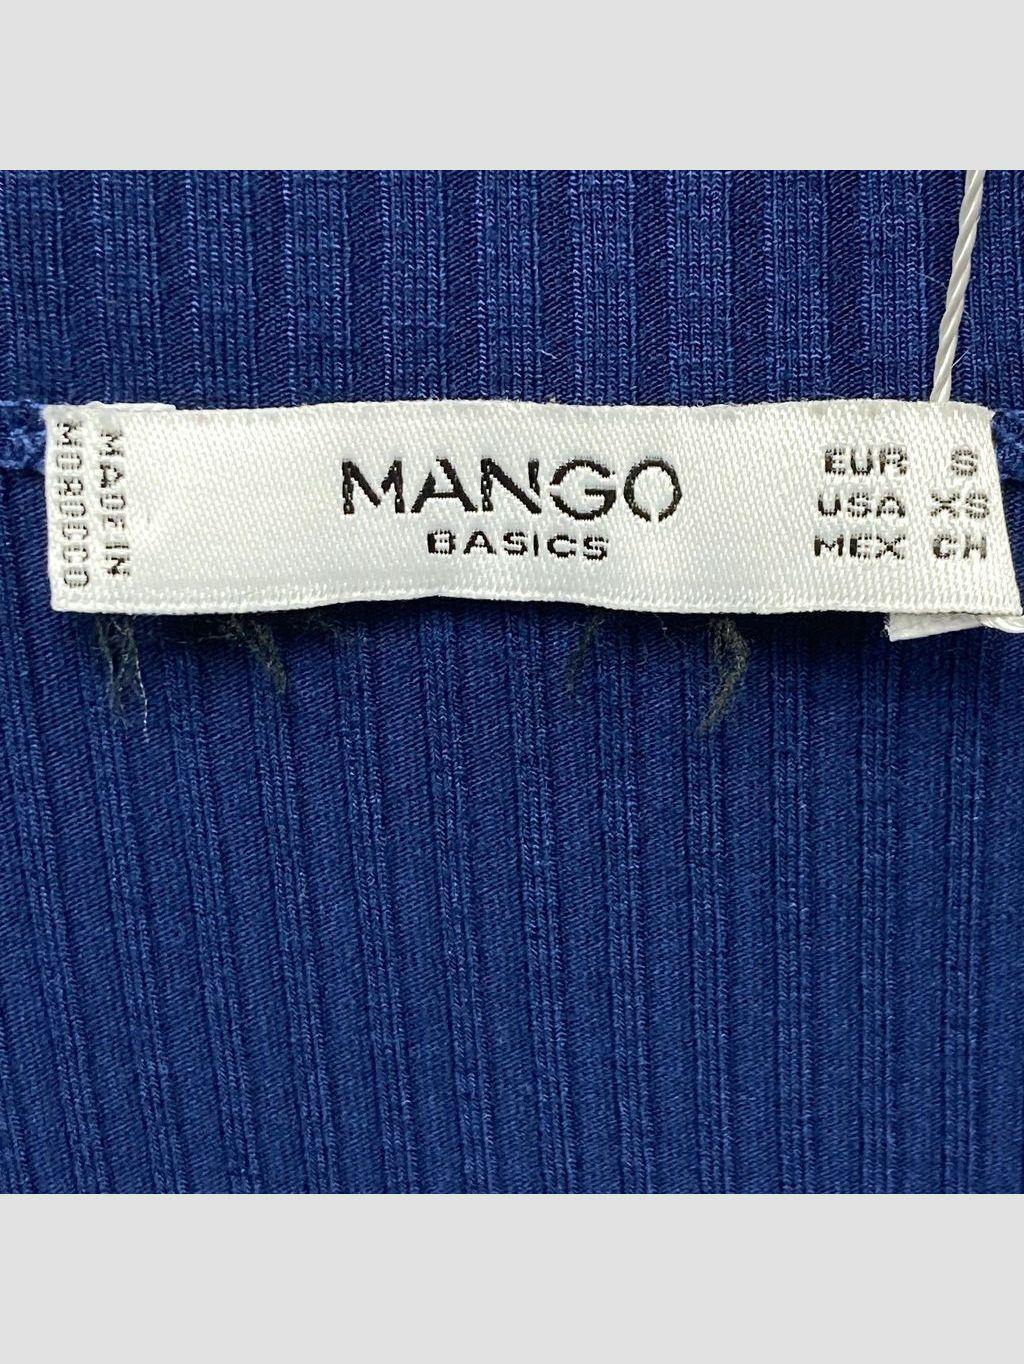 MADE IN
MOROCCO
MANGO
BASICS
EUR S
USA XS
MEX CH